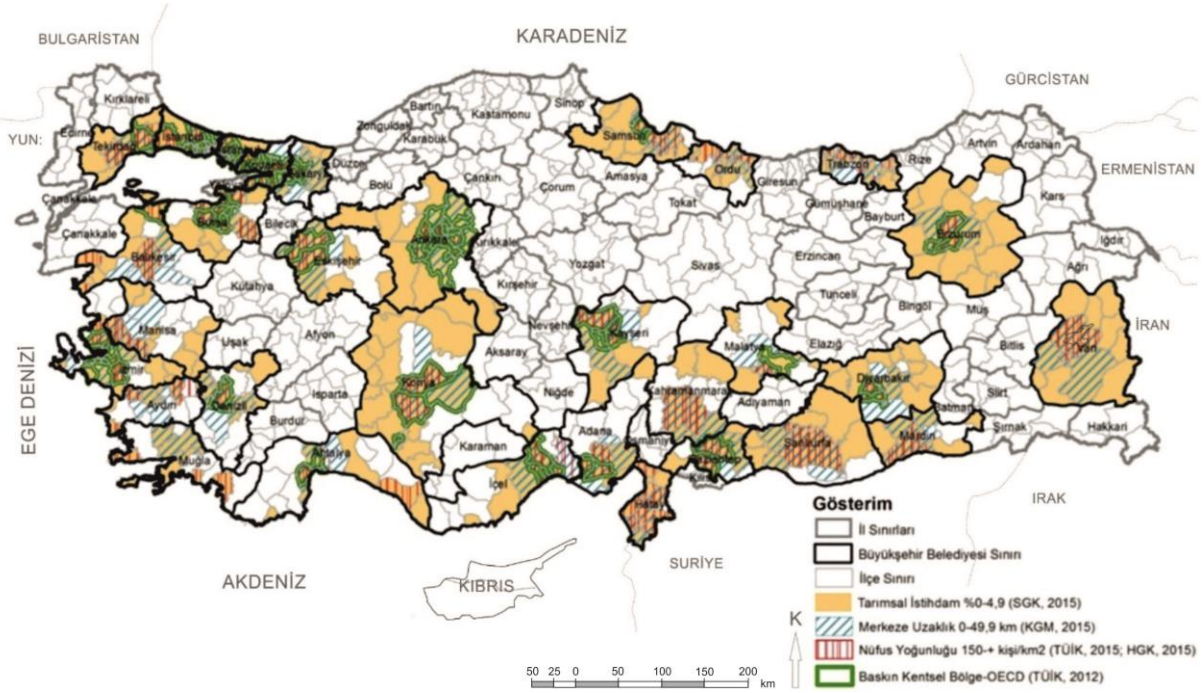 KARADENİZ
BULGARİSTAN
GÜRCİSTAN
Kırklareli
Sinop
Bartın
Kastamonu
Artvin
Ardahan
YUN:
Edirne
İstanbul
Zonguldak
Karabük
Samsun
Rize
Tekirdağ
Trabzon
ERMENİSTAN
Düzce
Ordu
Giresun
Kars
Bolu
Çankırı
Çorum
Amasya
Tokat
Gümüşhane
Bayburt
Çanakkale
Çanakkale
Bursa
Bilecik
Ankara
Kırıkkale
Erzurum
Iğdır
Balıkesir
Eskişehir
Yozgat
Sivas
Erzincan
Ağrı
Kütahya
Kırşehir
Tunceli
Bingöl
Muş
İRAN
Manisa
Uşak
Afyon
Nevşehir
Kayseri
Malatya
Elazığ
Bitlis
Van
EGE DENİZİ
İzmir
Aksaray
Konya
Niğde
Kahramanmaraş
Adıyaman
Diyarbakır
Batman
Siirt
Aydın
Denizli
Isparta
Burdur
Şırnak
Hakkari
Karaman
Adana
Osmaniye
Şanlıurfa
Mardin
Muğla
Antalya
İçel
Gaziantep
Kilis
Hatay
IRAK
SURİYE
AKDENİZ
KIBRIS
Gösterim
İl Sınırları
Büyükşehir Belediyesi Sınırı
İlçe Sınırı
Tarımsal İstihdam %0-4,9 (SGK, 2015)
Merkeze Uzaklık 0-49,9 km (KGM, 2015)
Nüfus Yoğunluğu 150-+ kişi/km2 (TÜİK, 2015; HGK, 2015)
Baskın Kentsel Bölge-OECD (TÜİK, 2012)
K
50 25 0 50 100 150 200
km